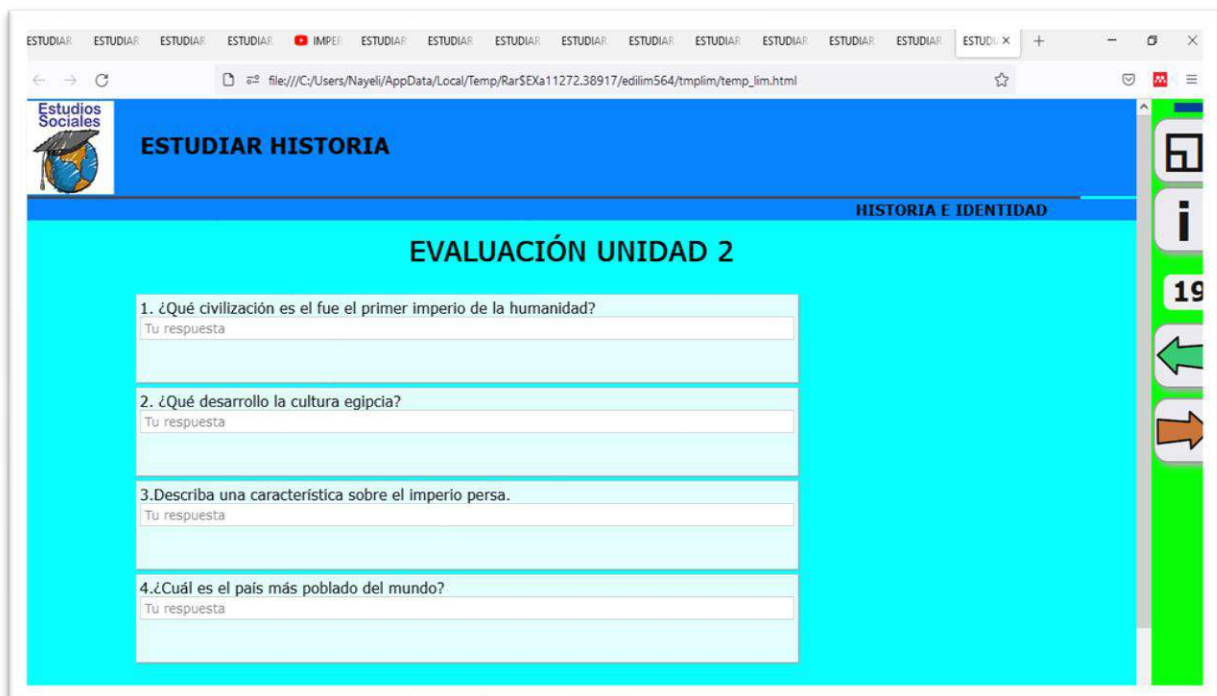 ESTUDIAR ESTUDIAR ESTUDIAR ESTUDIAR IMPER ESTUDIAR ESTUDIAR ESTUDIAR ESTUDIAR ESTUDIAR ESTUDIAR ESTUDIAR ESTUDIAR ESTUDIAR ESTUDI
file:///C:/Users/Nayeli/AppData/Local/Temp/Rar$EXa11272.38917/edilim564/tmplim/temp_lim.html
Estudios
Sociales
ESTUDIAR HISTORIA
HISTORIA E IDENTIDAD
EVALUACIÓN UNIDAD 2
1. ¿Qué civilización es el fue el primer imperio de la humanidad?
Tu respuesta
2. ¿Qué desarrollo la cultura egipcia?
Tu respuesta
3.Describa una característica sobre el imperio persa.
Tu respuesta
4.¿Cuál es el país más poblado del mundo?
Tu respuesta
i
19